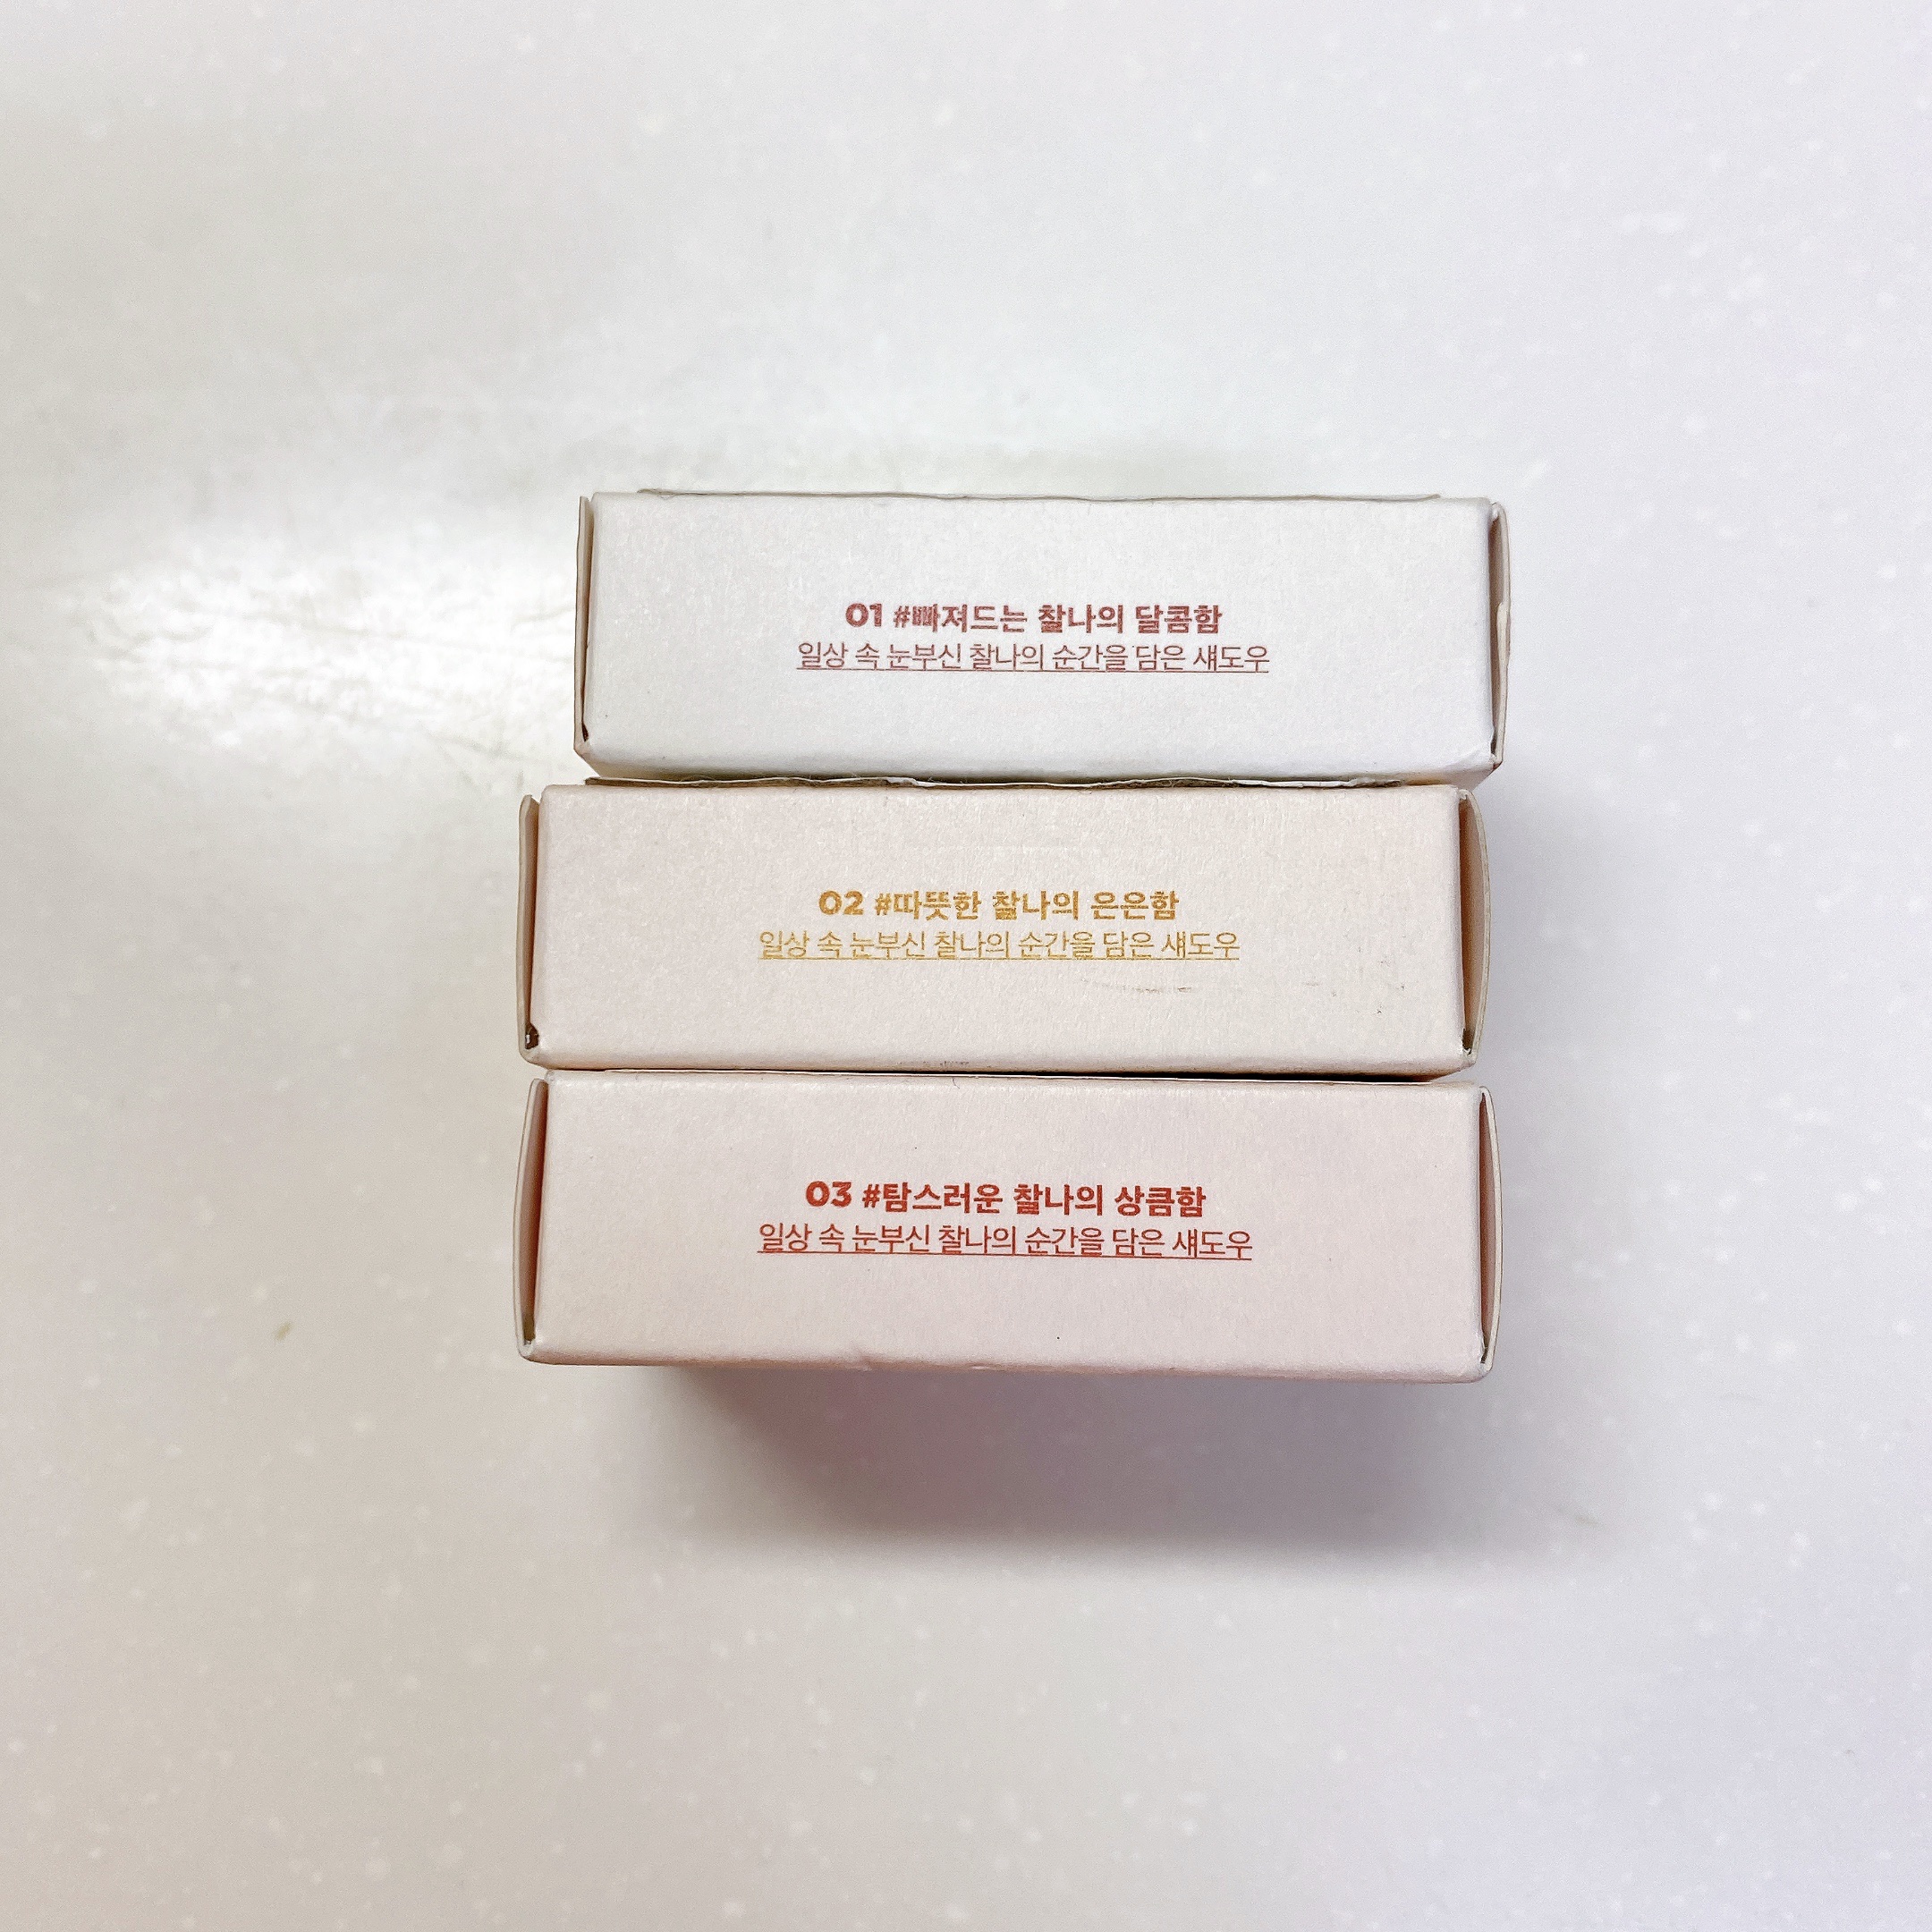 01 #빠져드는 찰나의 달콤함
일상 속 눈부신 찰나의 순간을 담은 섀도우
02 #따뜻한 찰나의 은은함
일상 속 눈부신 찰나의 순간을 담은 섀도우
03 #탐스러운 찰나의 상큼함
일상 속 눈부신 찰나의 순간을 담은 섀도우